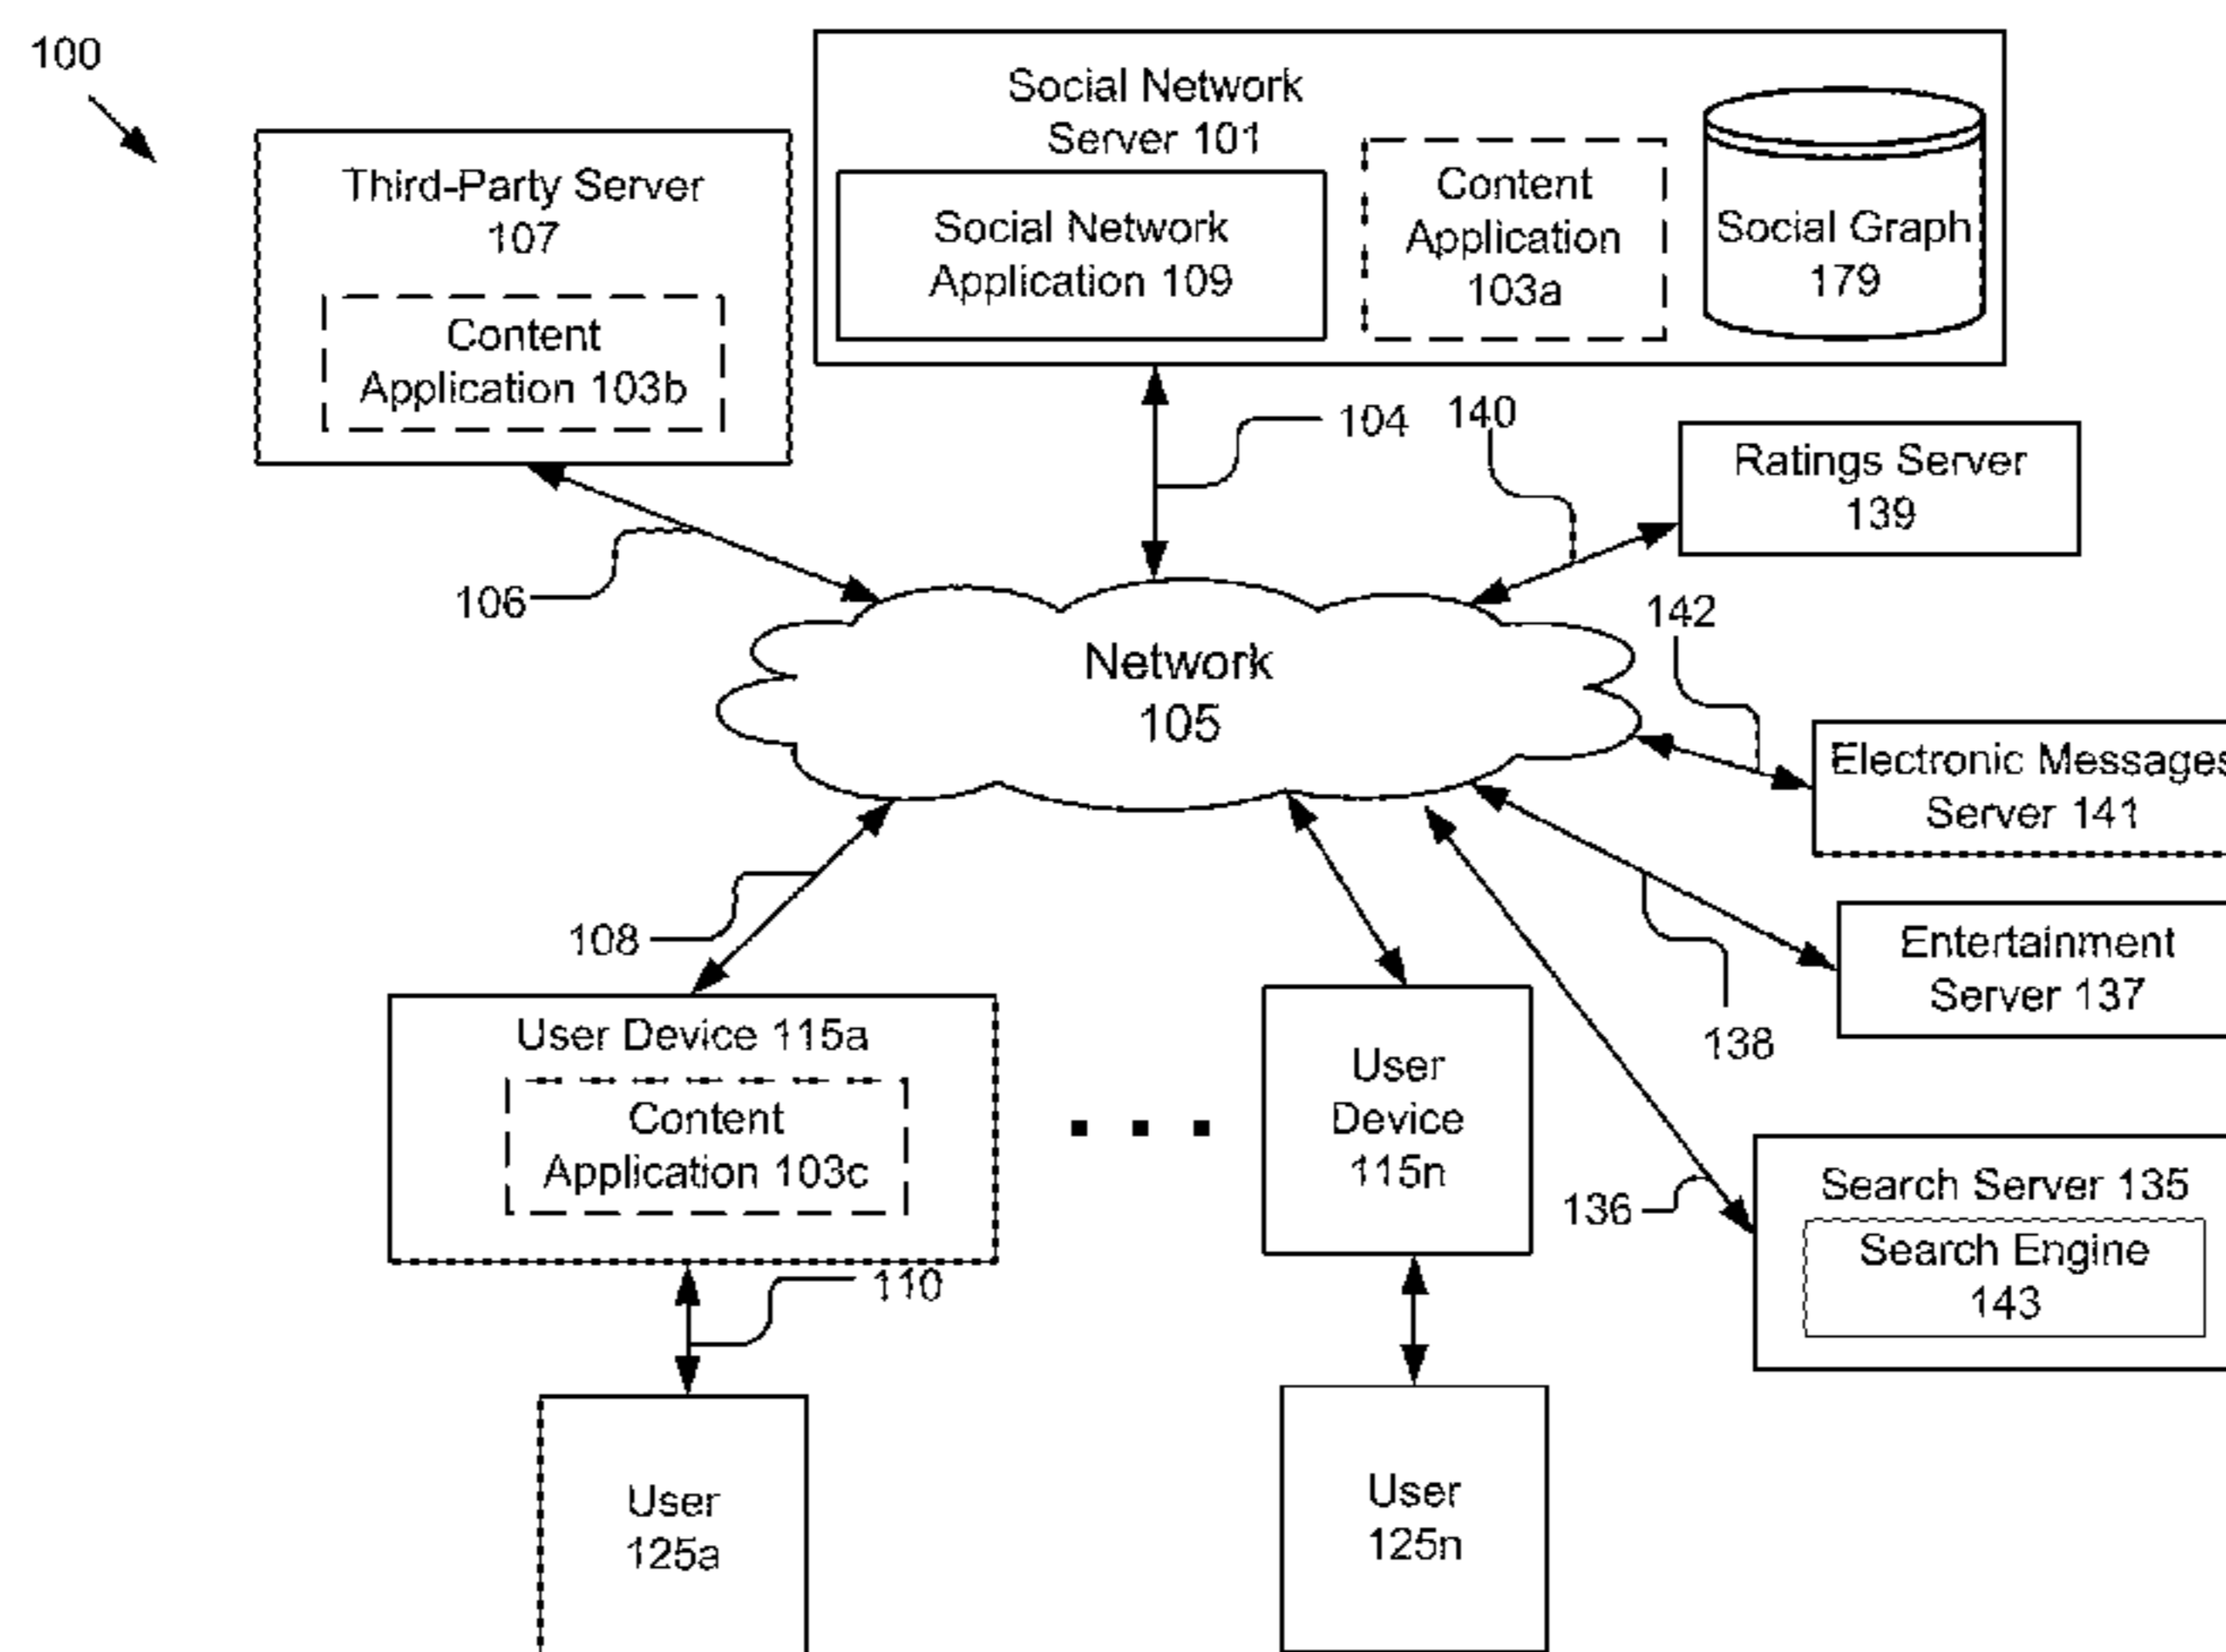 100
Social Network
Server 101
Third-Party Server
107
Social Network
Application 109
Content
Application
103a
Social Graph
179
Content
Application 103b
104
140
Ratings Server
139
106
142
Network
105
Electronic Messages
Server 141
108
Entertainment
Server 137
138
User Device 115a
Content
Application 103c
User
Device
115n
136
Search Server 135
Search Engine
143
110
User
125a
User
125n